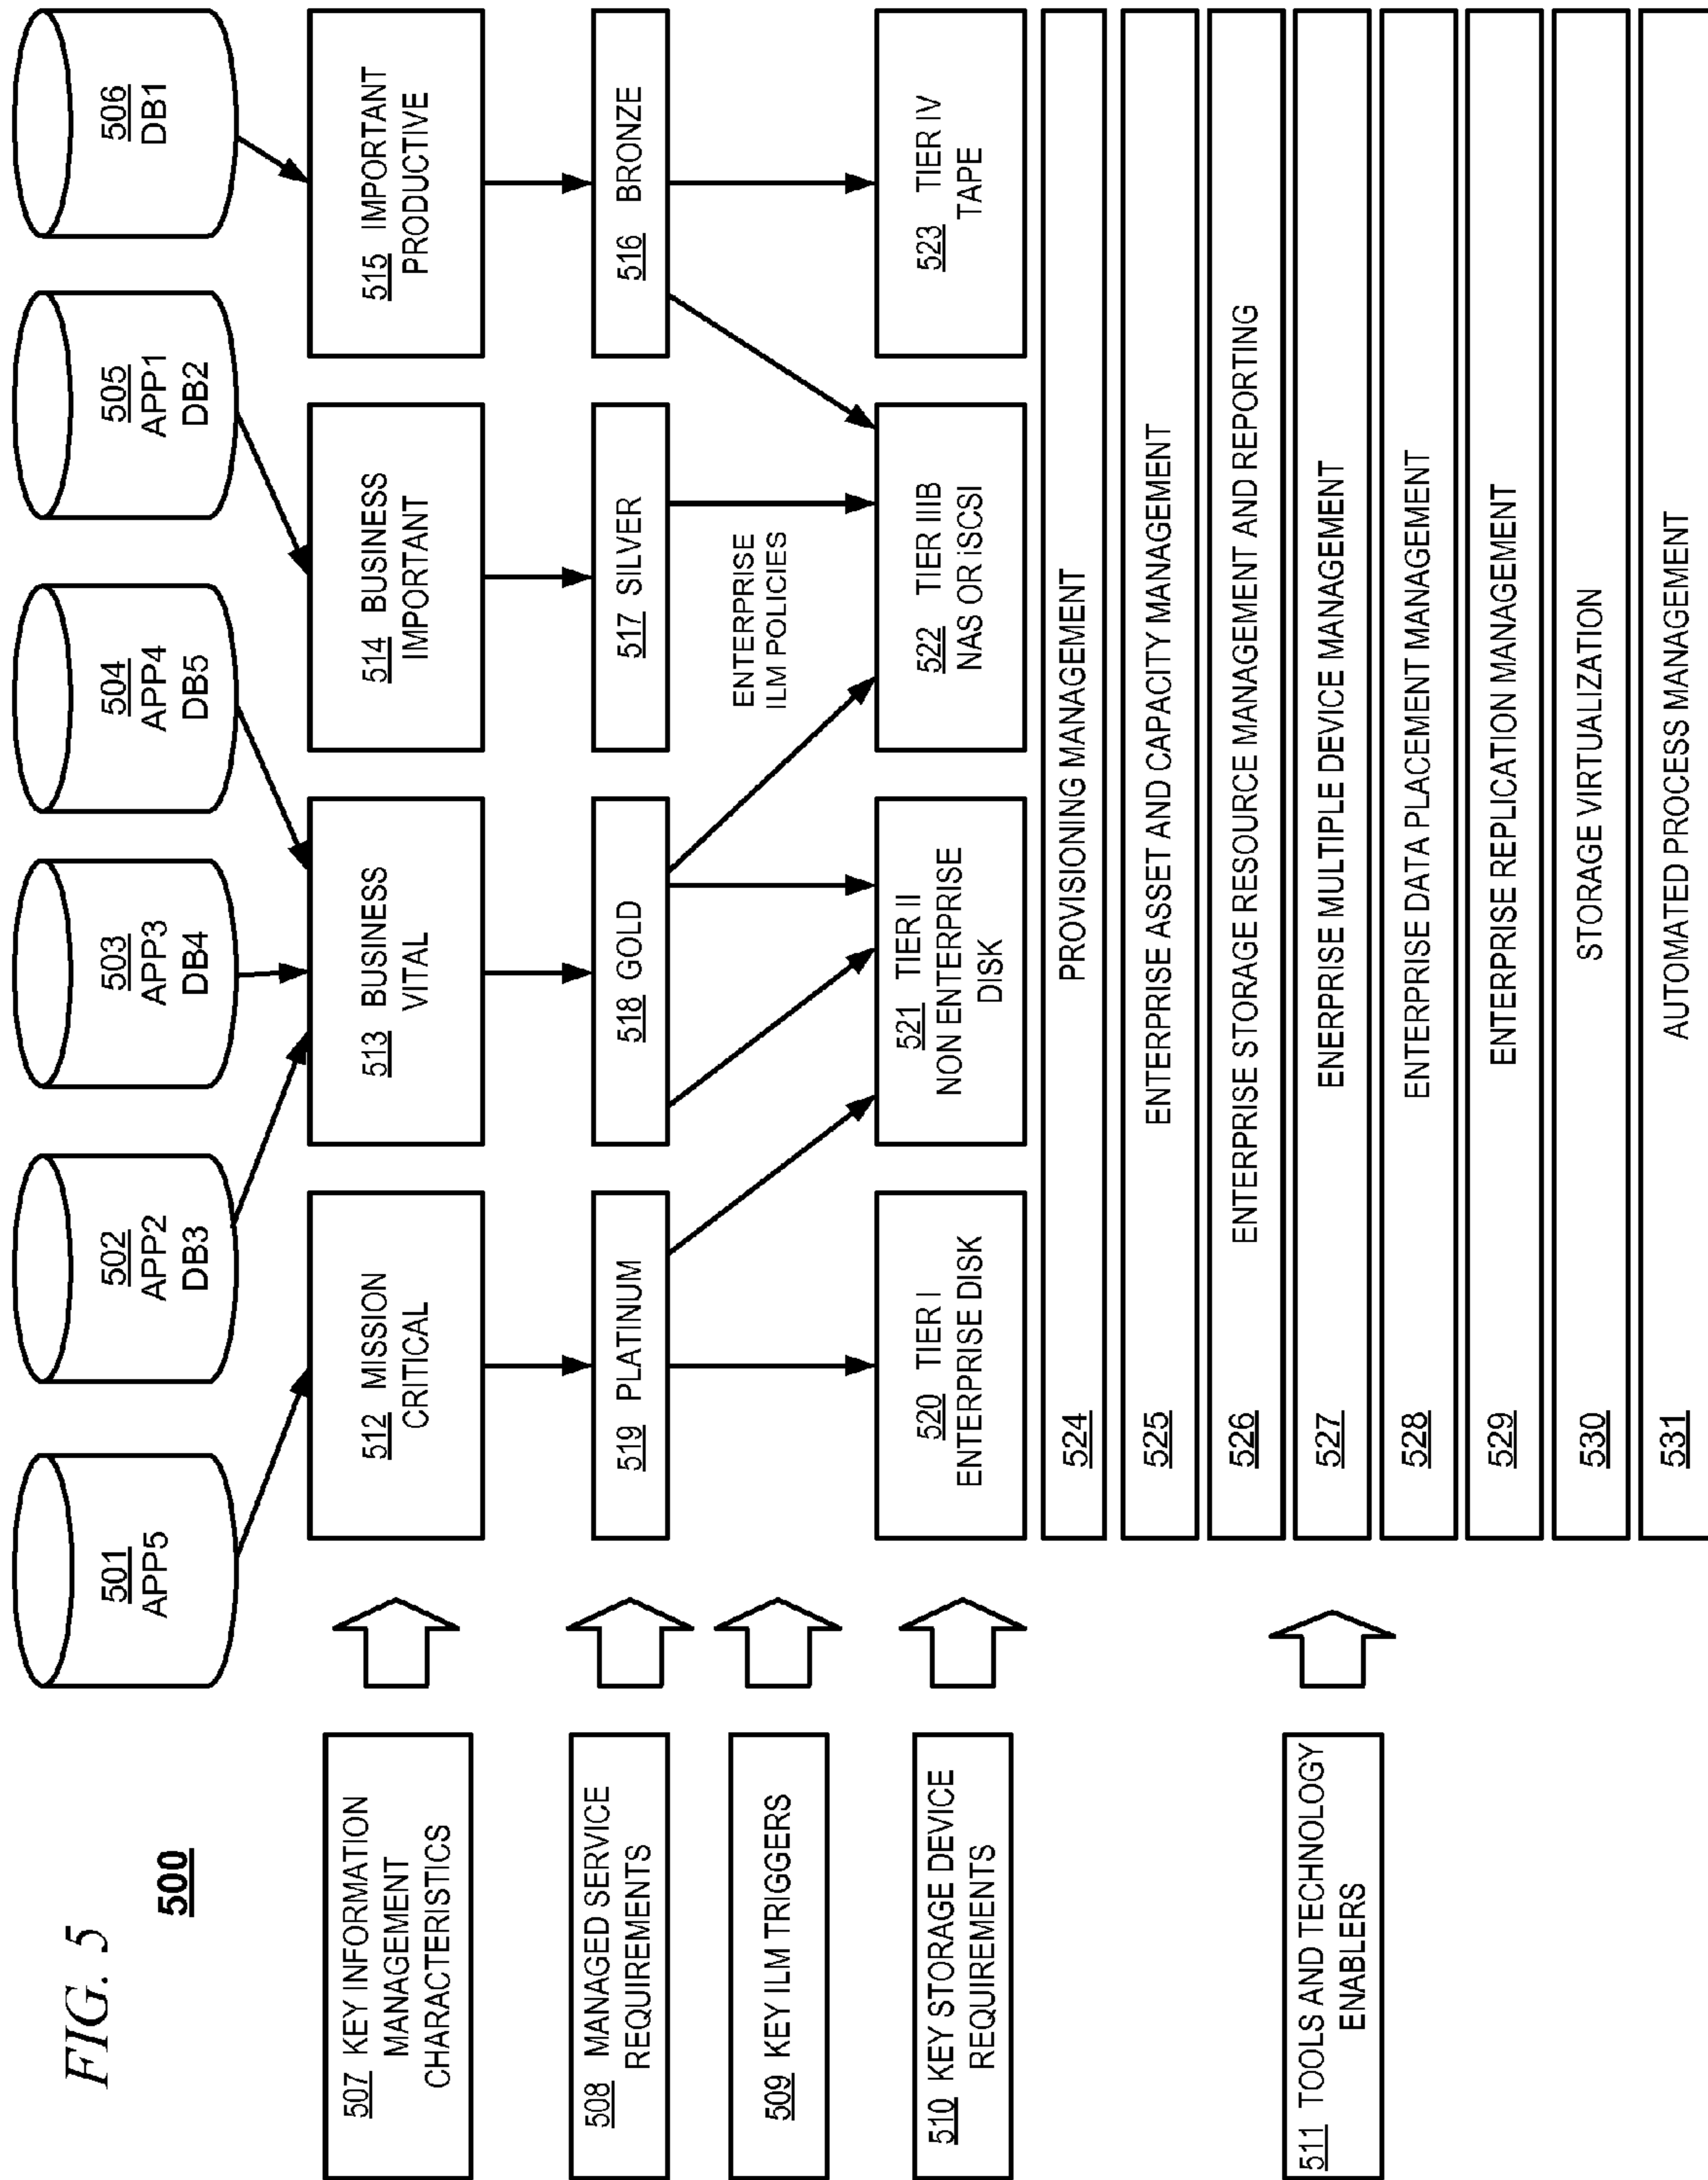 FIG. 5
500
501
APP5
502
APP2
DB3
503
APP3
DB4
504
APP4
DB5
505
APP1
DB2
506
DB1
507 KEY INFORMATION
MANAGEMENT
CHARACTERISTICS
512 MISSION
CRITICAL
513 BUSINESS
VITAL
514 BUSINESS
IMPORTANT
515 IMPORTANT
PRODUCTIVE
508 MANAGED SERVICE
REQUIREMENTS
519 PLATINUM
518 GOLD
517 SILVER
516 BRONZE
509 KEY ILM TRIGGERS
ENTERPRISE
ILM POLICIES
510 KEY STORAGE DEVICE
REQUIREMENTS
520 TIER I
ENTERPRISE DISK
521 TIER II
NON ENTERPRISE
DISK
522 TIER IIIB
NAS OR iSCSI
523 TIER IV
TAPE
511 TOOLS AND TECHNOLOGY
ENABLERS
524 PROVISIONING MANAGEMENT
525 ENTERPRISE ASSET AND CAPACITY MANAGEMENT
526 ENTERPRISE STORAGE RESOURCE MANAGEMENT AND REPORTING
527 ENERPRISE MULTIPLE DEVICE MANAGEMENT
528 ENTERPRISE DATA PLACEMENT MANAGEMENT
529 ENTERPRISE REPLICATION MANAGEMENT
530 STORAGE VIRTUALIZATION
531 AUTOMATED PROCESS MANAGEMENT